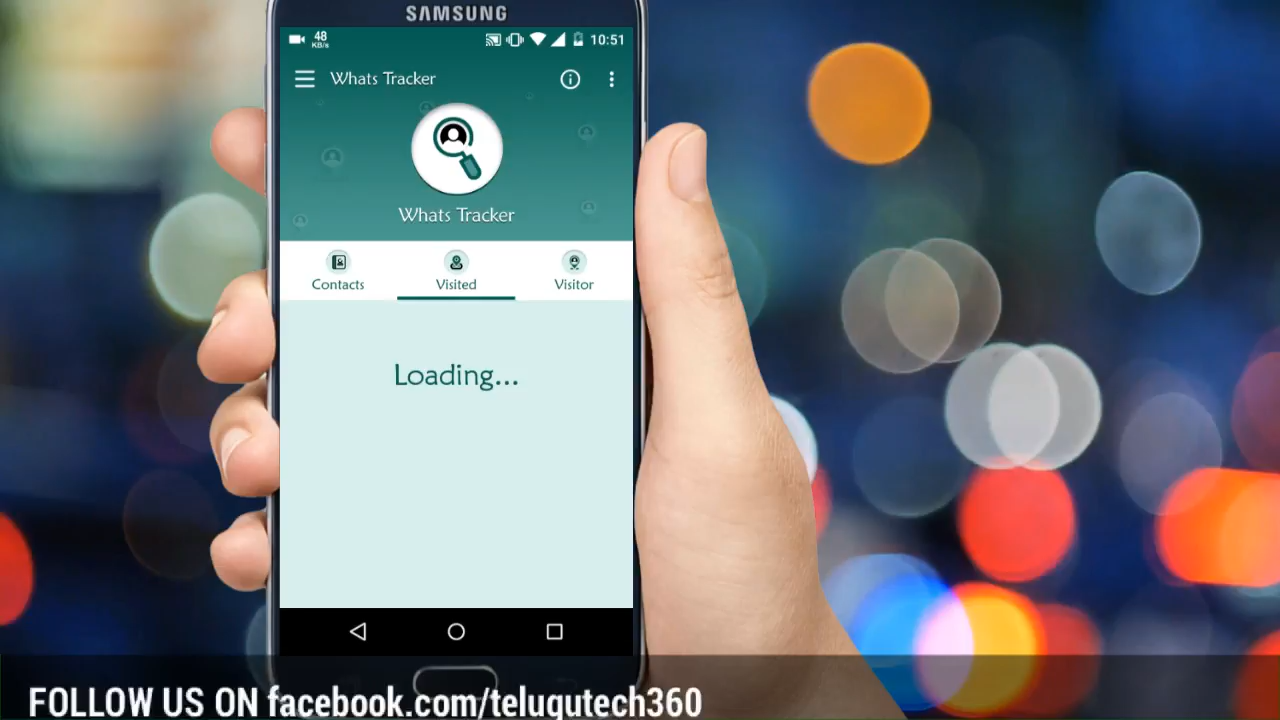 SAMSUNG
48
KB/s
10:51
Whats Tracker
Whats Tracker
Contacts
Visited
Visitor
Loading...
FOLLOW US ON facebook.com/telugutech360